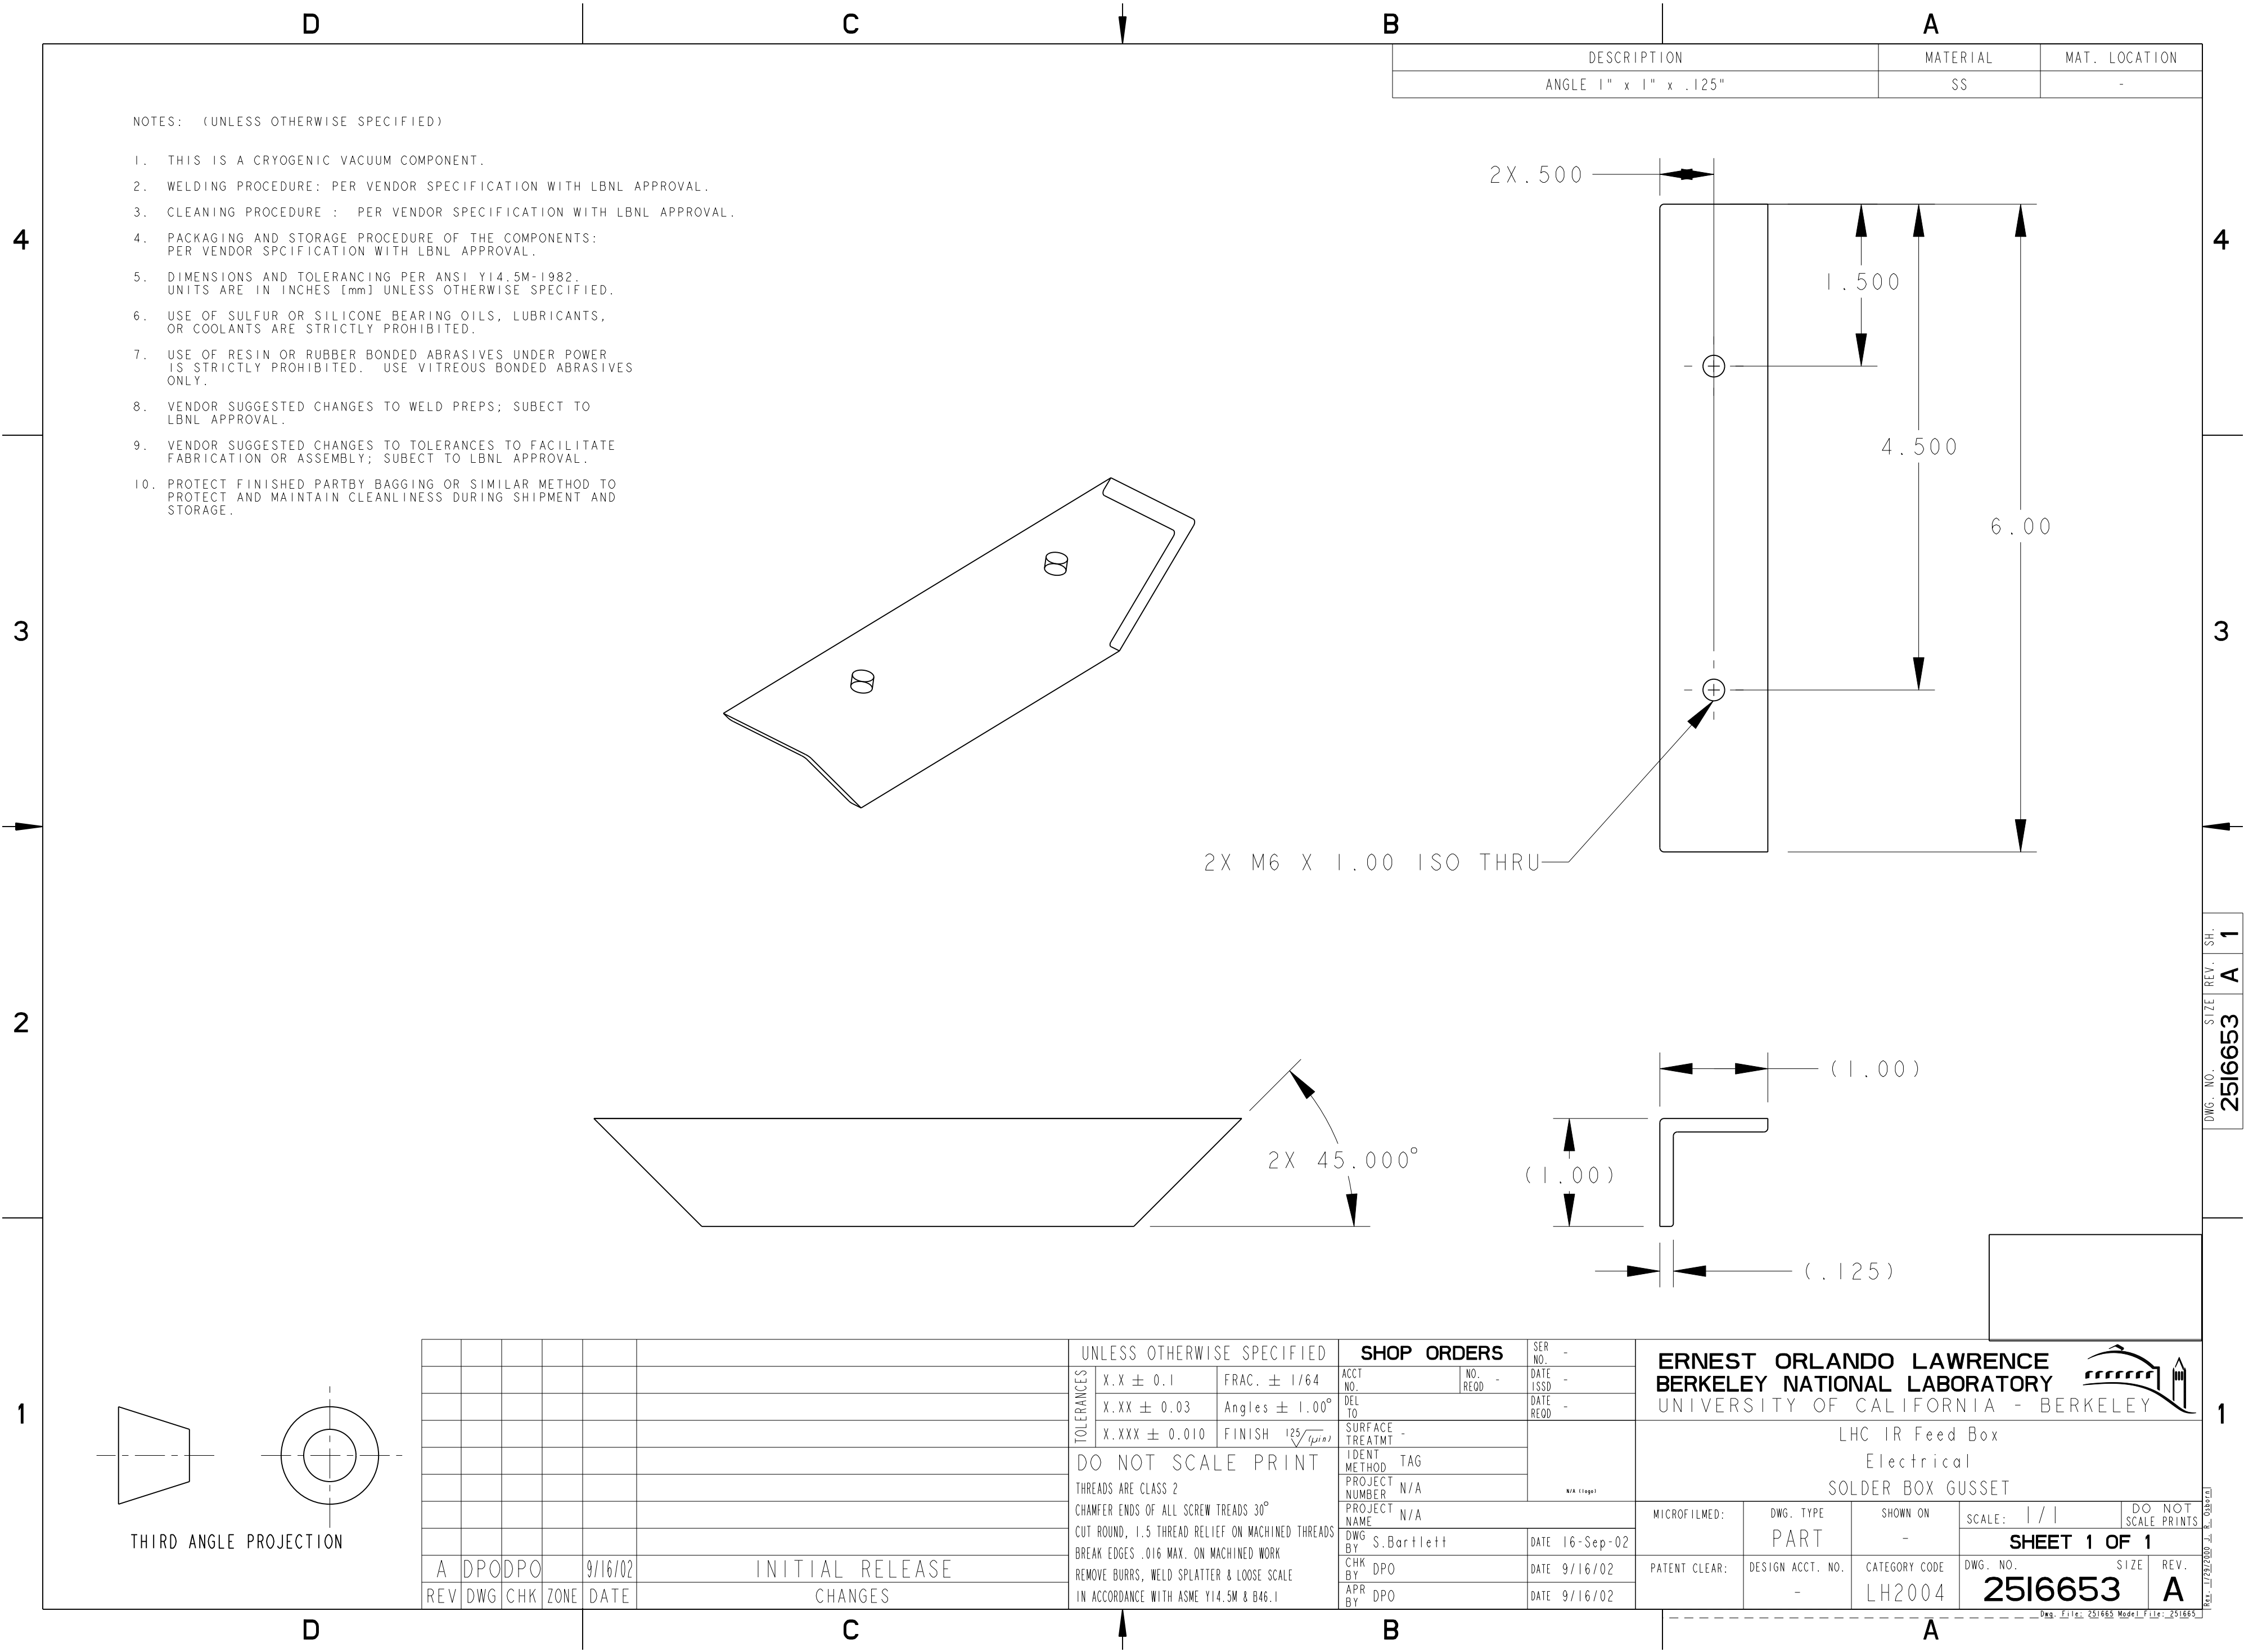 D C B A
DESCRIPTION MATERIAL MAT. LOCATION
ANGLE 1" x 1" x .125" SS -
NOTES: (UNLESS OTHERWISE SPECIFIED)
1. THIS IS A CRYOGENIC VACUUM COMPONENT.
2. WELDING PROCEDURE: PER VENDOR SPECIFICATION WITH LBNL APPROVAL.
3. CLEANING PROCEDURE : PER VENDOR SPECIFICATION WITH LBNL APPROVAL.
4. PACKAGING AND STORAGE PROCEDURE OF THE COMPONENTS:
PER VENDOR SPCIFICATION WITH LBNL APPROVAL.
5. DIMENSIONS AND TOLERANCING PER ANSI Y14.5M-1982.
UNITS ARE IN INCHES [mm] UNLESS OTHERWISE SPECIFIED.
6. USE OF SULFUR OR SILICONE BEARING OILS, LUBRICANTS,
OR COOLANTS ARE STRICTLY PROHIBITED.
7. USE OF RESIN OR RUBBER BONDED ABRASIVES UNDER POWER
IS STRICTLY PROHIBITED. USE VITREOUS BONDED ABRASIVES
ONLY.
8. VENDOR SUGGESTED CHANGES TO WELD PREPS; SUBECT TO
LBNL APPROVAL.
9. VENDOR SUGGESTED CHANGES TO TOLERANCES TO FACILITATE
FABRICATION OR ASSEMBLY; SUBECT TO LBNL APPROVAL.
10. PROTECT FINISHED PARTBY BAGGING OR SIMILAR METHOD TO
PROTECT AND MAINTAIN CLEANLINESS DURING SHIPMENT AND
STORAGE.
4 4
3 3
2 2
1 1
2X.500
1.500
4.500
6.00
2X M6 X 1.00 ISO THRU
2X 45.000°
(1.00)
(1.00)
(.125)
DWG. NO. SIZE REV. SH.
2516653 A 1
THIRD ANGLE PROJECTION
A DPO DPO 9/16/02 INITIAL RELEASE
REV DWG CHK ZONE DATE CHANGES
UNLESS OTHERWISE SPECIFIED
TOLERANCES
X.X ± 0.1 FRAC. ± 1/64
X.XX ± 0.03 Angles ± 1.00°
X.XXX ± 0.010 FINISH 125 (µin)
DO NOT SCALE PRINT
THREADS ARE CLASS 2
CHAMFER ENDS OF ALL SCREW TREADS 30°
CUT ROUND, 1.5 THREAD RELIEF ON MACHINED THREADS
BREAK EDGES .016 MAX. ON MACHINED WORK
REMOVE BURRS, WELD SPLATTER & LOOSE SCALE
IN ACCORDANCE WITH ASME Y14.5M & B46.1
SHOP ORDERS
SER NO. -
ACCT NO. NO. REQD -
DATE ISSD -
DEL TO
DATE REQD -
SURFACE TREATMT -
IDENT METHOD TAG
PROJECT NUMBER N/A
N/A (logo)
PROJECT NAME N/A
DWG BY S.Bartlett DATE 16-Sep-02
CHK BY DPO DATE 9/16/02
APR BY DPO DATE 9/16/02
ERNEST ORLANDO LAWRENCE
BERKELEY NATIONAL LABORATORY
UNIVERSITY OF CALIFORNIA - BERKELEY
LHC IR Feed Box
Electrical
SOLDER BOX GUSSET
MICROFILMED: DWG. TYPE SHOWN ON SCALE: 1/1 DO NOT SCALE PRINTS
PART - SHEET 1 OF 1
PATENT CLEAR: DESIGN ACCT. NO. CATEGORY CODE DWG. NO. SIZE REV.
- LH2004 2516653 A
Rev. 1/29/2000 J. R. Osborn
Dwg. File: 251665 Model File: 251665
D C B A